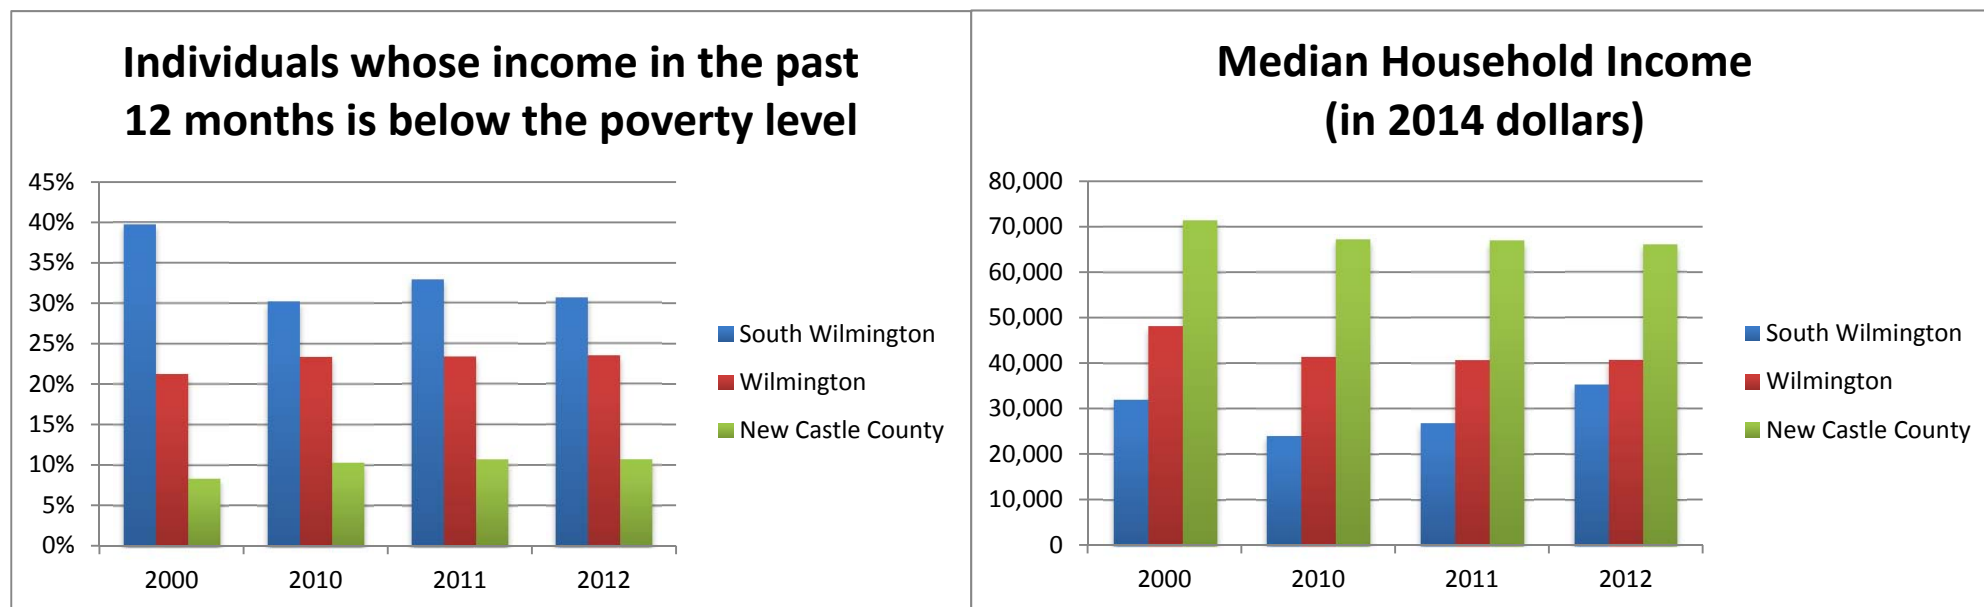 Individuals whose income in the past
12 months is below the poverty level
45%
40%
35%
30%
25%
20%
15%
10%
5%
0%
2000
2010
2011
2012
South Wilmington
Wilmington
New Castle County
Median Household Income
(in 2014 dollars)
80,000
70,000
60,000
50,000
40,000
30,000
20,000
10,000
0
2000
2010
2011
2012
South Wilmington
Wilmington
New Castle County